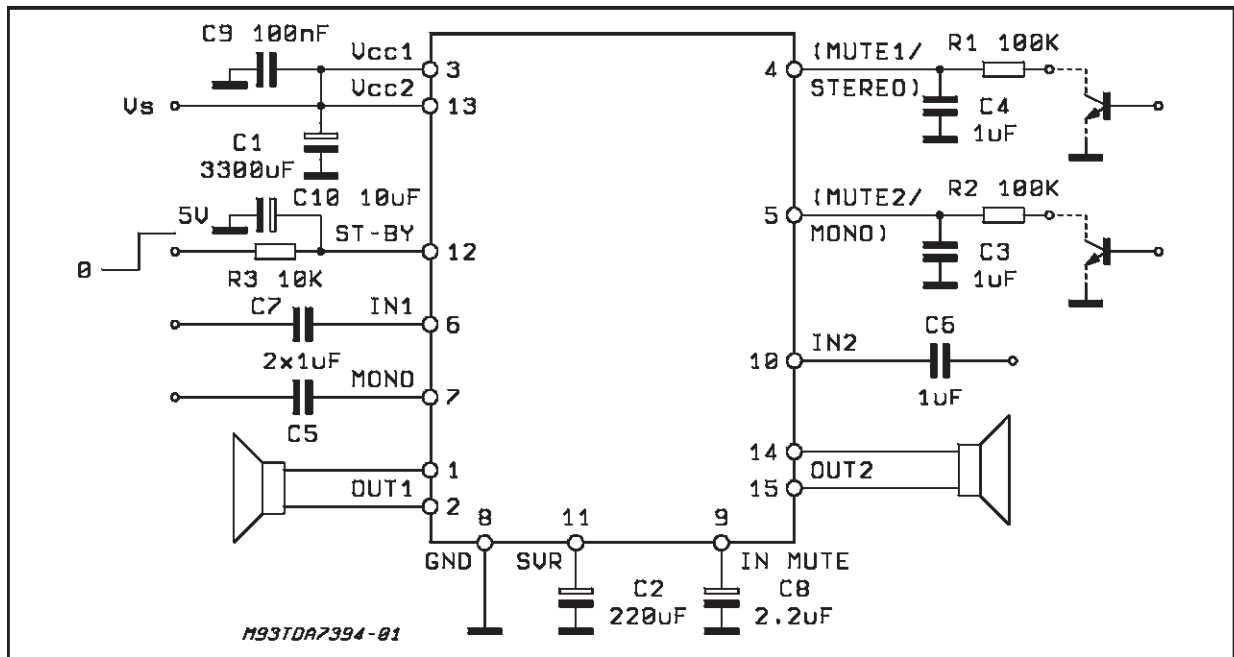 C9 100nF
Vcc1
3
Vcc2
Vs
13
C1
3300uF
C10 10uF
5V
ST-BY
0
12
R3 10K
C7
IN1
6
2x1uF
MONO
7
C5
1
OUT1
2
8
GND
11
SVR
9
IN MUTE
C2
220uF
C8
2.2uF
4
(MUTE1/
STEREO)
R1 100K
C4
1uF
5
(MUTE2/
MONO)
R2 100K
C3
1uF
10
IN2
C6
1uF
14
OUT2
15
M93TDA7394-01